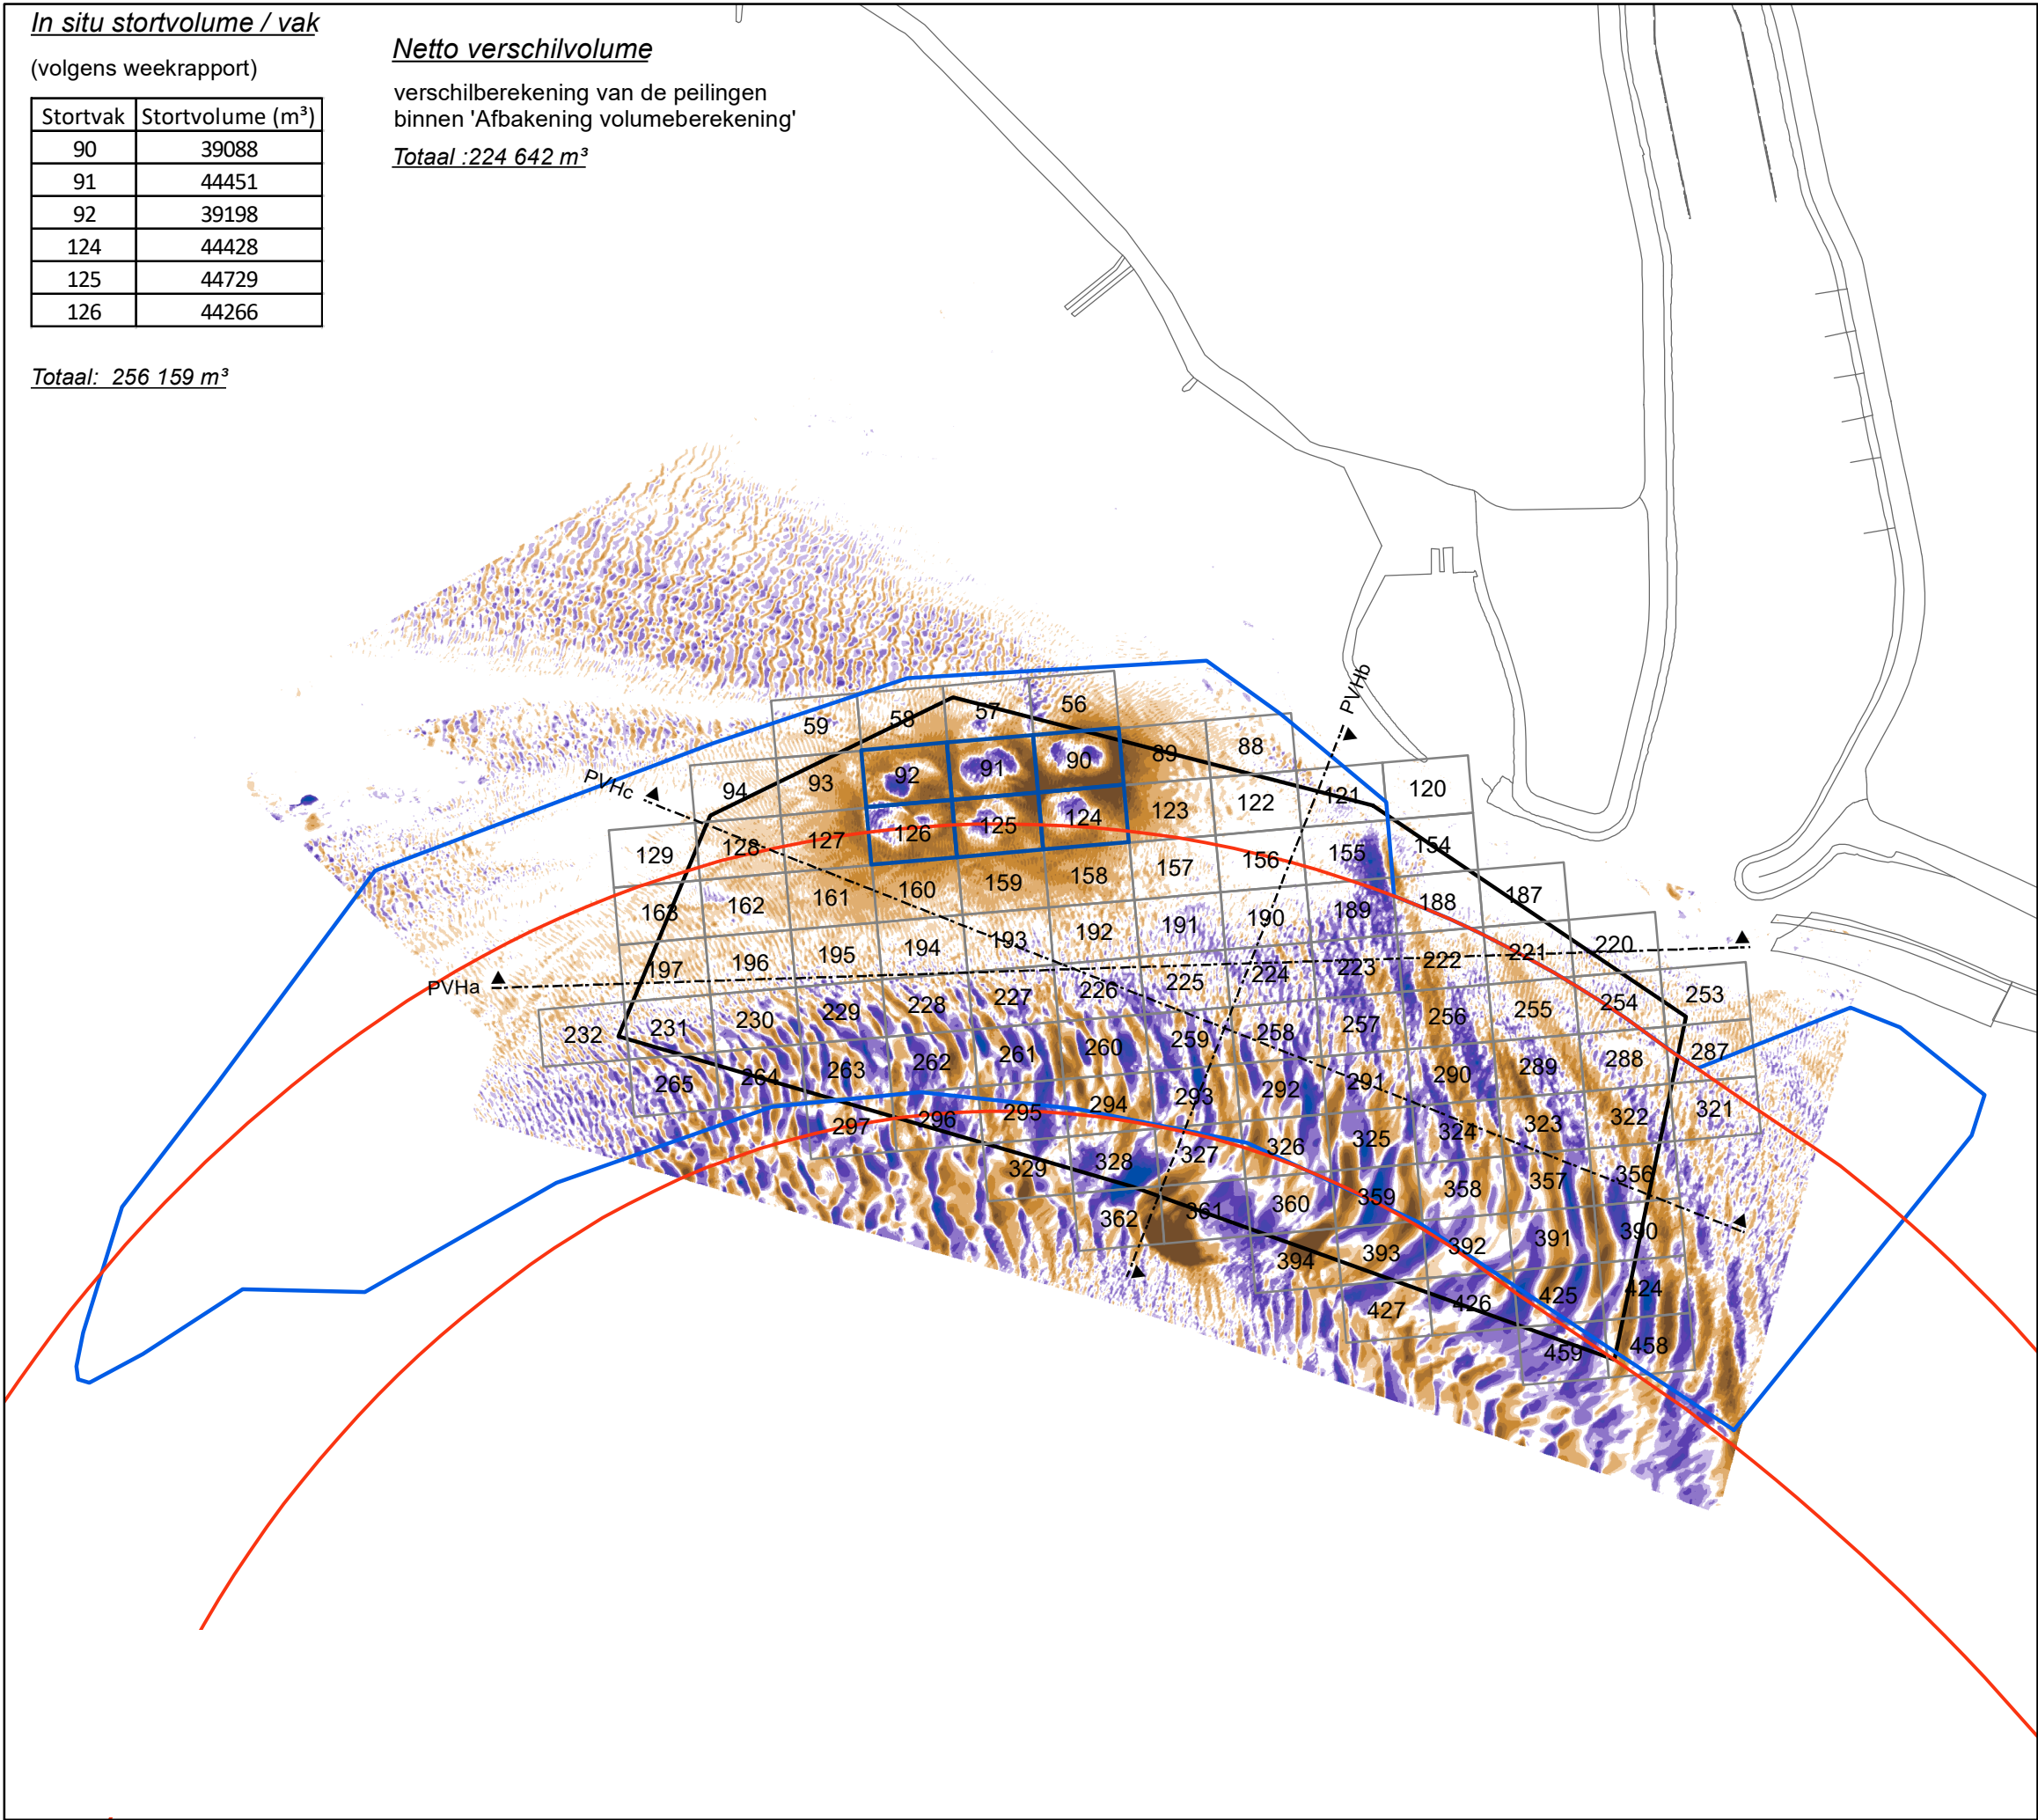 In situ stortvolume / vak
(volgens weekrapport)
Stortvak Stortvolume (m³)
90 39088
91 44451
92 39198
124 44428
125 44729
126 44266
Totaal: 256 159 m³
Netto verschilvolume
verschilberekening van de peilingen
binnen 'Afbakening volumeberekening'
Totaal :224 642 m³
PVHb
PVHc
PVHa
59 58 57 56
94 93 92 91 90 89 88
129 128 127 126 125 124 123 122 121 120
163 162 161 160 159 158 157 156 155 154
197 196 195 194 193 192 191 190 189 188 187
232 231 230 229 228 227 226 225 224 223 222 221 220
265 264 263 262 261 260 259 258 257 256 255 254 253
297 296 295 294 293 292 291 290 289 288 287
329 328 327 326 325 324 323 322 321
362 361 360 359 358 357 356
394 393 392 391 390
427 426 425 424
459 458